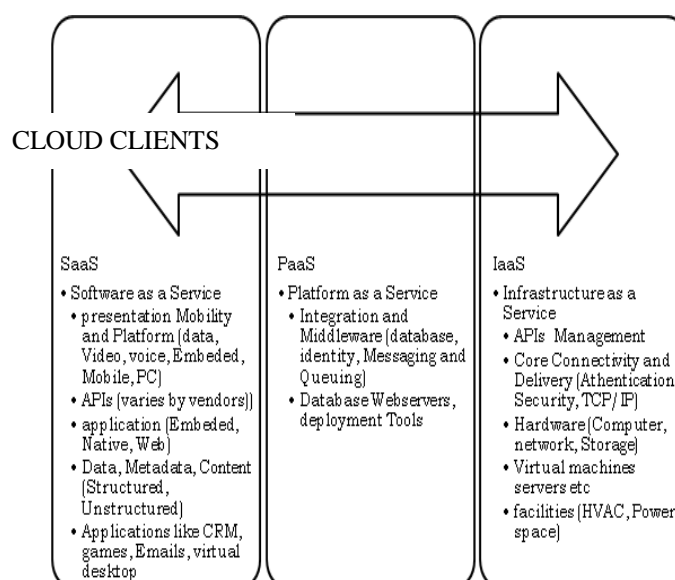 CLOUD CLIENTS
SaaS
• Software as a Service
• presentation Mobility
and Platform (data,
Video, voice, Embeded,
Mobile, PC)
• APIs (varies by vendors))
• application (Embeded,
Native, Web)
• Data, Metadata, Content
(Structured,
Unstructured)
• Applications like CRM,
games, Emails, virtual
desktop
PaaS
• Platform as a Service
• Integration and
Middleware (database,
identity, Messaging and
Queuing)
• Database Webservers,
deployment Tools
IaaS
• Infrastructure as a
Service
• APIs Management
• Core Connectivity and
Delivery (Athentication
Security, TCP/IP)
• Hardware (Computer,
network, Storage)
• Virtual machines
servers etc
• facilities (HVAC, Power
space)